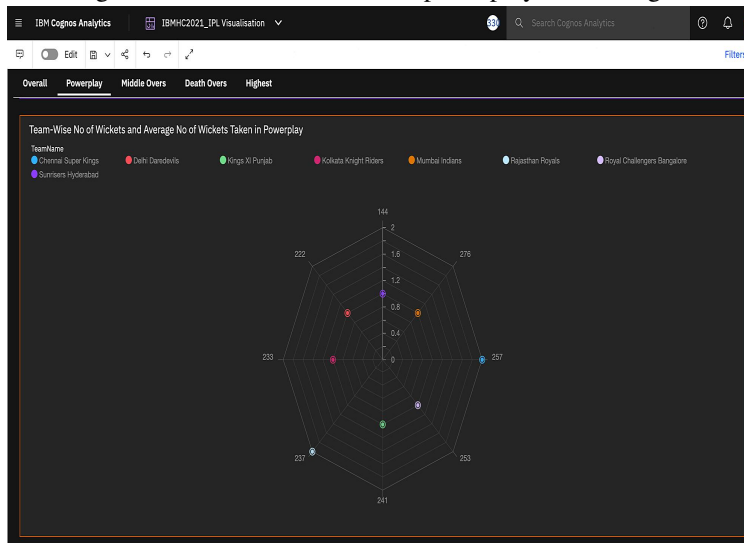 IBM Cognos Analytics
IBMHC2021_IPL Visualisation
Search Cognos Analytics
Edit
Filters
Overall Powerplay Middle Overs Death Overs Highest
Team-Wise No of Wickets and Average No of Wickets Taken in Powerplay
TeamName
Chennai Super Kings Delhi Daredevils Kings XI Punjab Kolkata Knight Riders Mumbai Indians Rajasthan Royals Royal Challengers Bangalore
Sunrisers Hyderabad
144
2
222 1.6 276
1.2
0.8
0.4
233 0 257
237 253
241